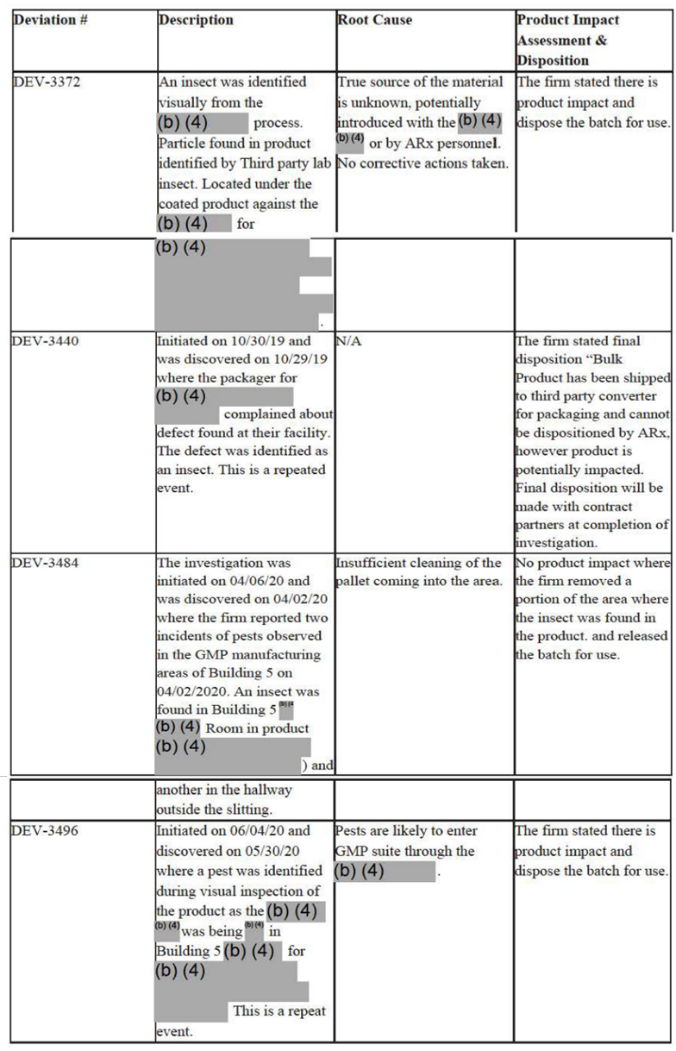 Deviation #
Description
Root Cause
Product Impact
Assessment &
Disposition
DEV-3372
An insect was identified
visually from the
(b) (4) process.
Particle found in product
identified by Third party lab
insect. Located under the
coated product against the
(b) (4) for
(b) (4)
.
True source of the material
is unknown, potentially
introduced with the (b) (4)
(b) (4) or by ARx personnel.
No corrective actions taken.
The firm stated there is
product impact and
dispose the batch for use.
DEV-3440
Initiated on 10/30/19 and
was discovered on 10/29/19
where the packager for
(b) (4)
complained about
defect found at their facility.
The defect was identified as
an insect. This is a repeated
event.
N/A
The firm stated final
disposition “Bulk
Product has been shipped
to third party converter
for packaging and cannot
be dispositioned by ARx,
however product is
potentially impacted.
Final disposition will be
made with contract
partners at completion of
investigation.
DEV-3484
The investigation was
initiated on 04/06/20 and
was discovered on 04/02/20
where the firm reported two
incidents of pests observed
in the GMP manufacturing
areas of Building 5 on
04/02/2020. An insect was
found in Building 5 (b) (4
(b) (4) Room in product
(b) (4)
) and
another in the hallway
outside the slitting.
Insufficient cleaning of the
pallet coming into the area.
No product impact where
the firm removed a
portion of the area where
the insect was found in
the product. and released
the batch for use.
DEV-3496
Initiated on 06/04/20 and
discovered on 05/30/20
where a pest was identified
during visual inspection of
the product as the (b) (4)
(b) (4) was being (b) (4) in
Building 5 (b) (4) for
(b) (4)
This is a repeat
event.
Pests are likely to enter
GMP suite through the
(b) (4) .
The firm stated there is
product impact and
dispose the batch for use.